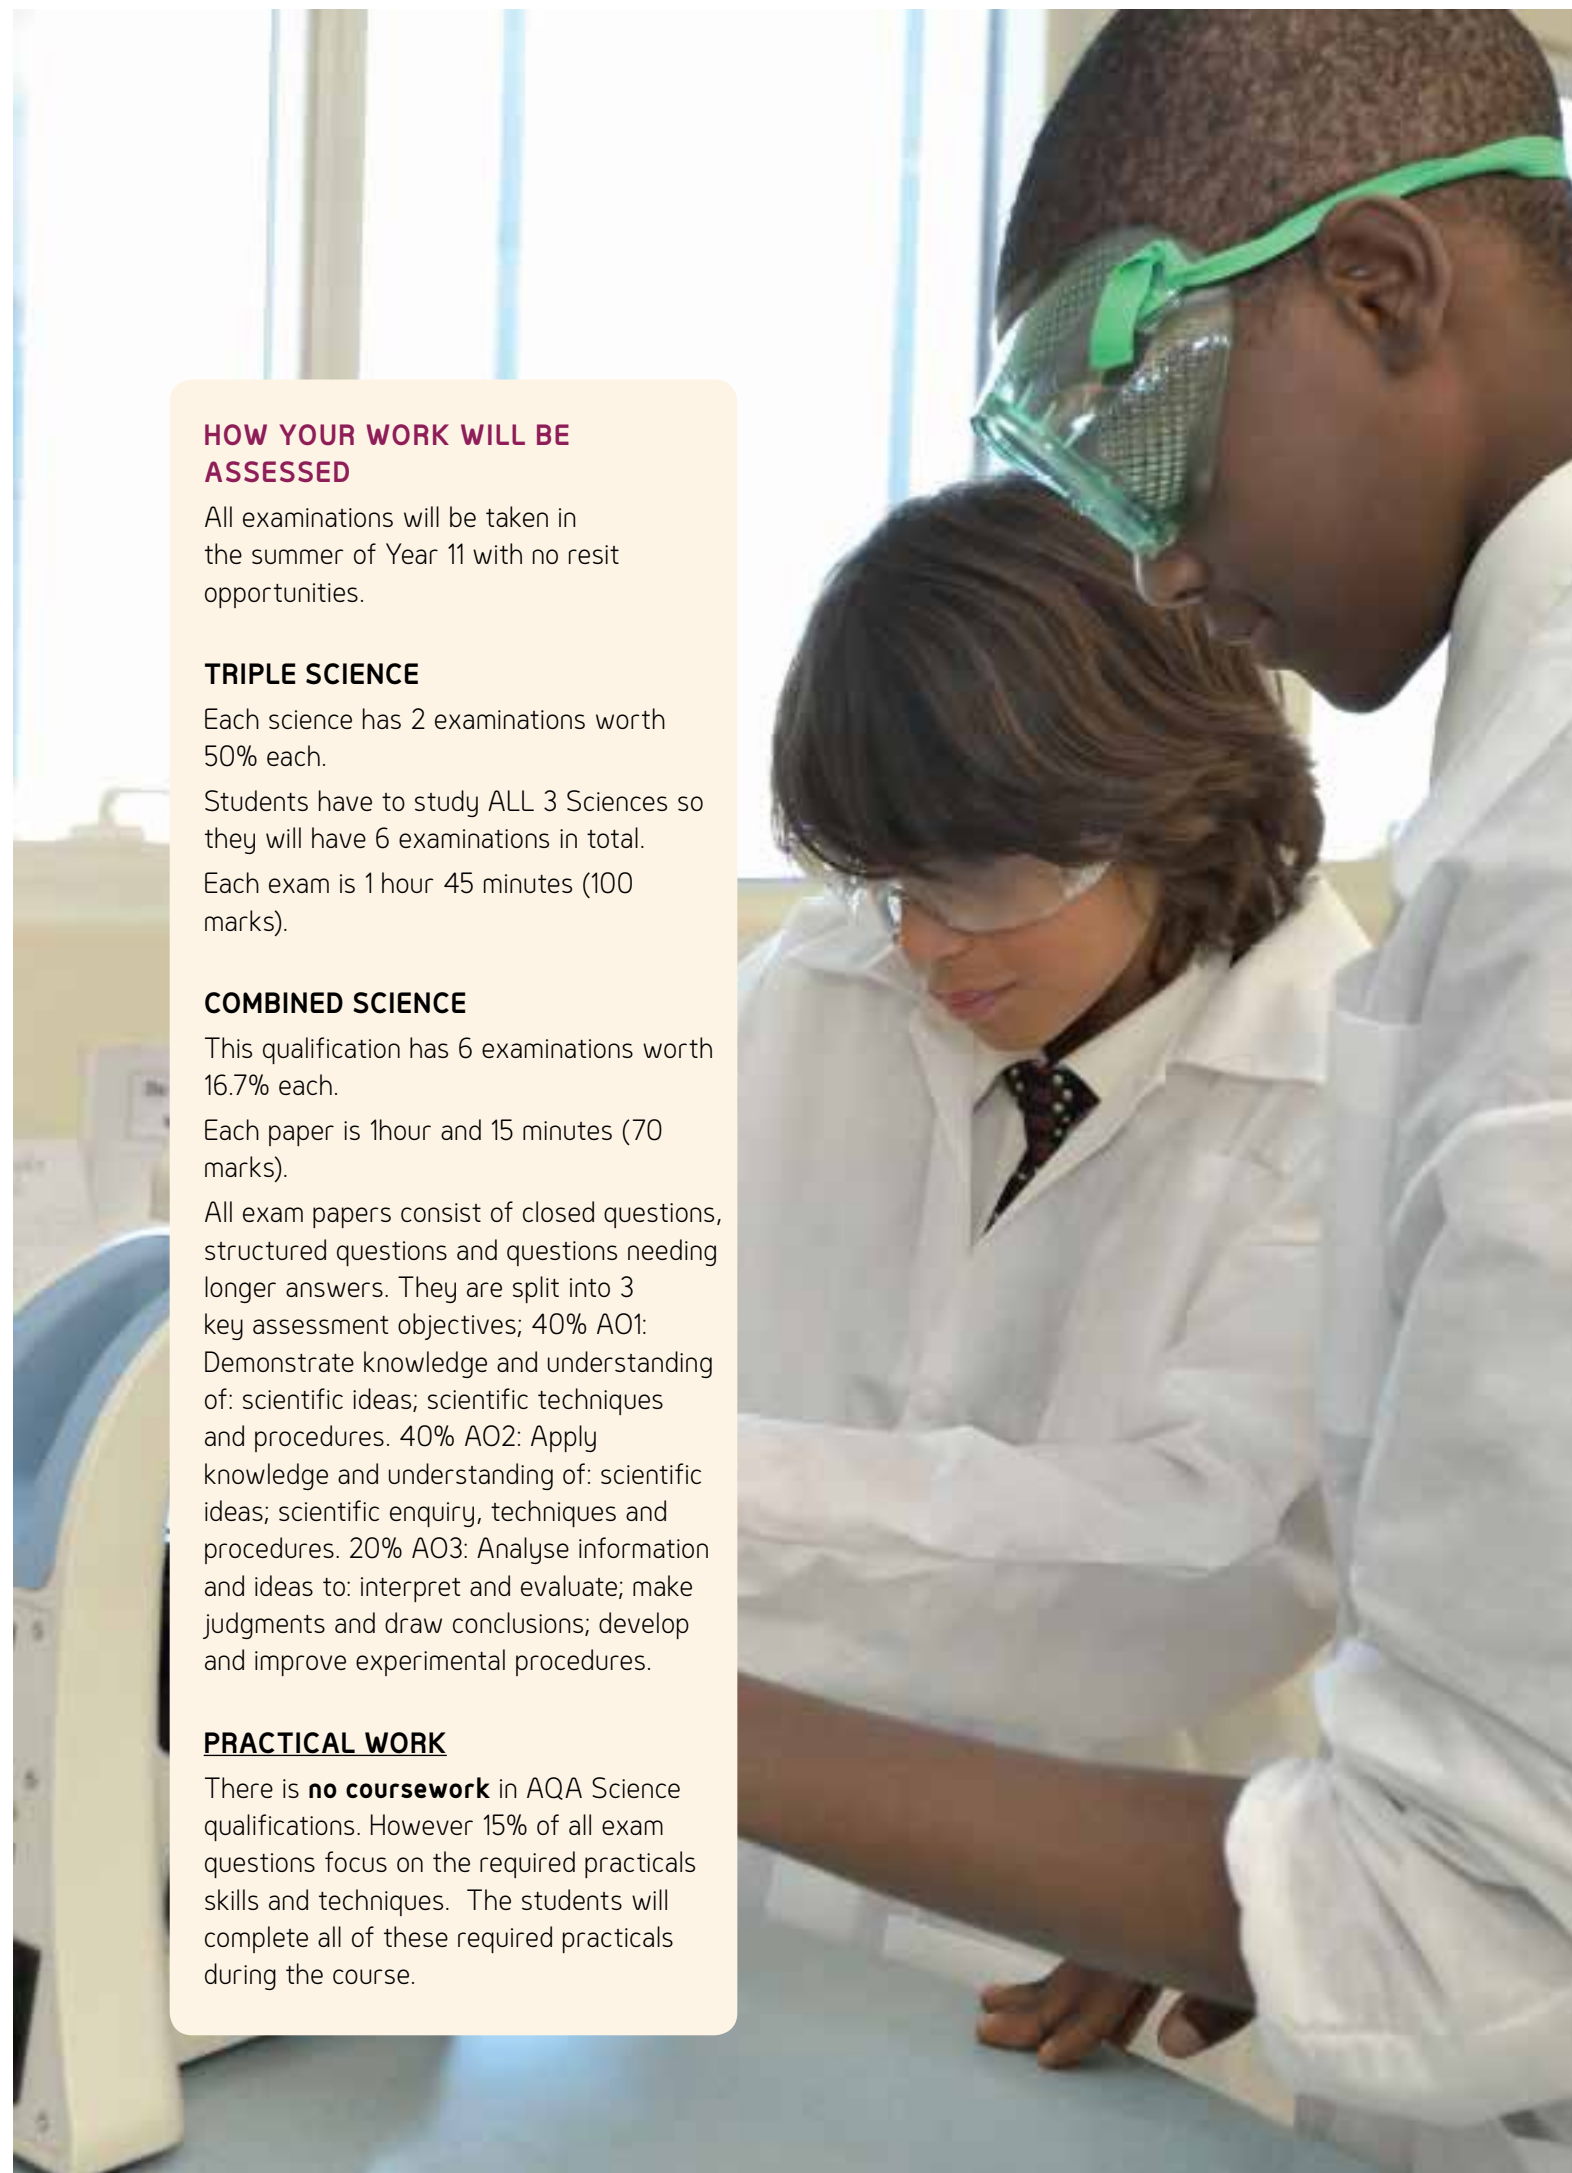 HOW YOUR WORK WILL BE
ASSESSED
All examinations will be taken in
the summer of Year 11 with no resit
opportunities.
TRIPLE SCIENCE
Each science has 2 examinations worth
50% each.
Students have to study ALL 3 Sciences so
they will have 6 examinations in total.
Each exam is 1 hour 45 minutes (100
marks).
COMBINED SCIENCE
This qualification has 6 examinations worth
16.7% each.
Each paper is 1hour and 15 minutes (70
marks).
All exam papers consist of closed questions,
structured questions and questions needing
longer answers. They are split into 3
key assessment objectives; 40% AO1:
Demonstrate knowledge and understanding
of: scientific ideas; scientific techniques
and procedures. 40% AO2: Apply
knowledge and understanding of: scientific
ideas; scientific enquiry, techniques and
procedures. 20% AO3: Analyse information
and ideas to: interpret and evaluate; make
judgments and draw conclusions; develop
and improve experimental procedures.
PRACTICAL WORK
There is no coursework in AQA Science
qualifications. However 15% of all exam
questions focus on the required practicals
skills and techniques.  The students will
complete all of these required practicals
during the course.